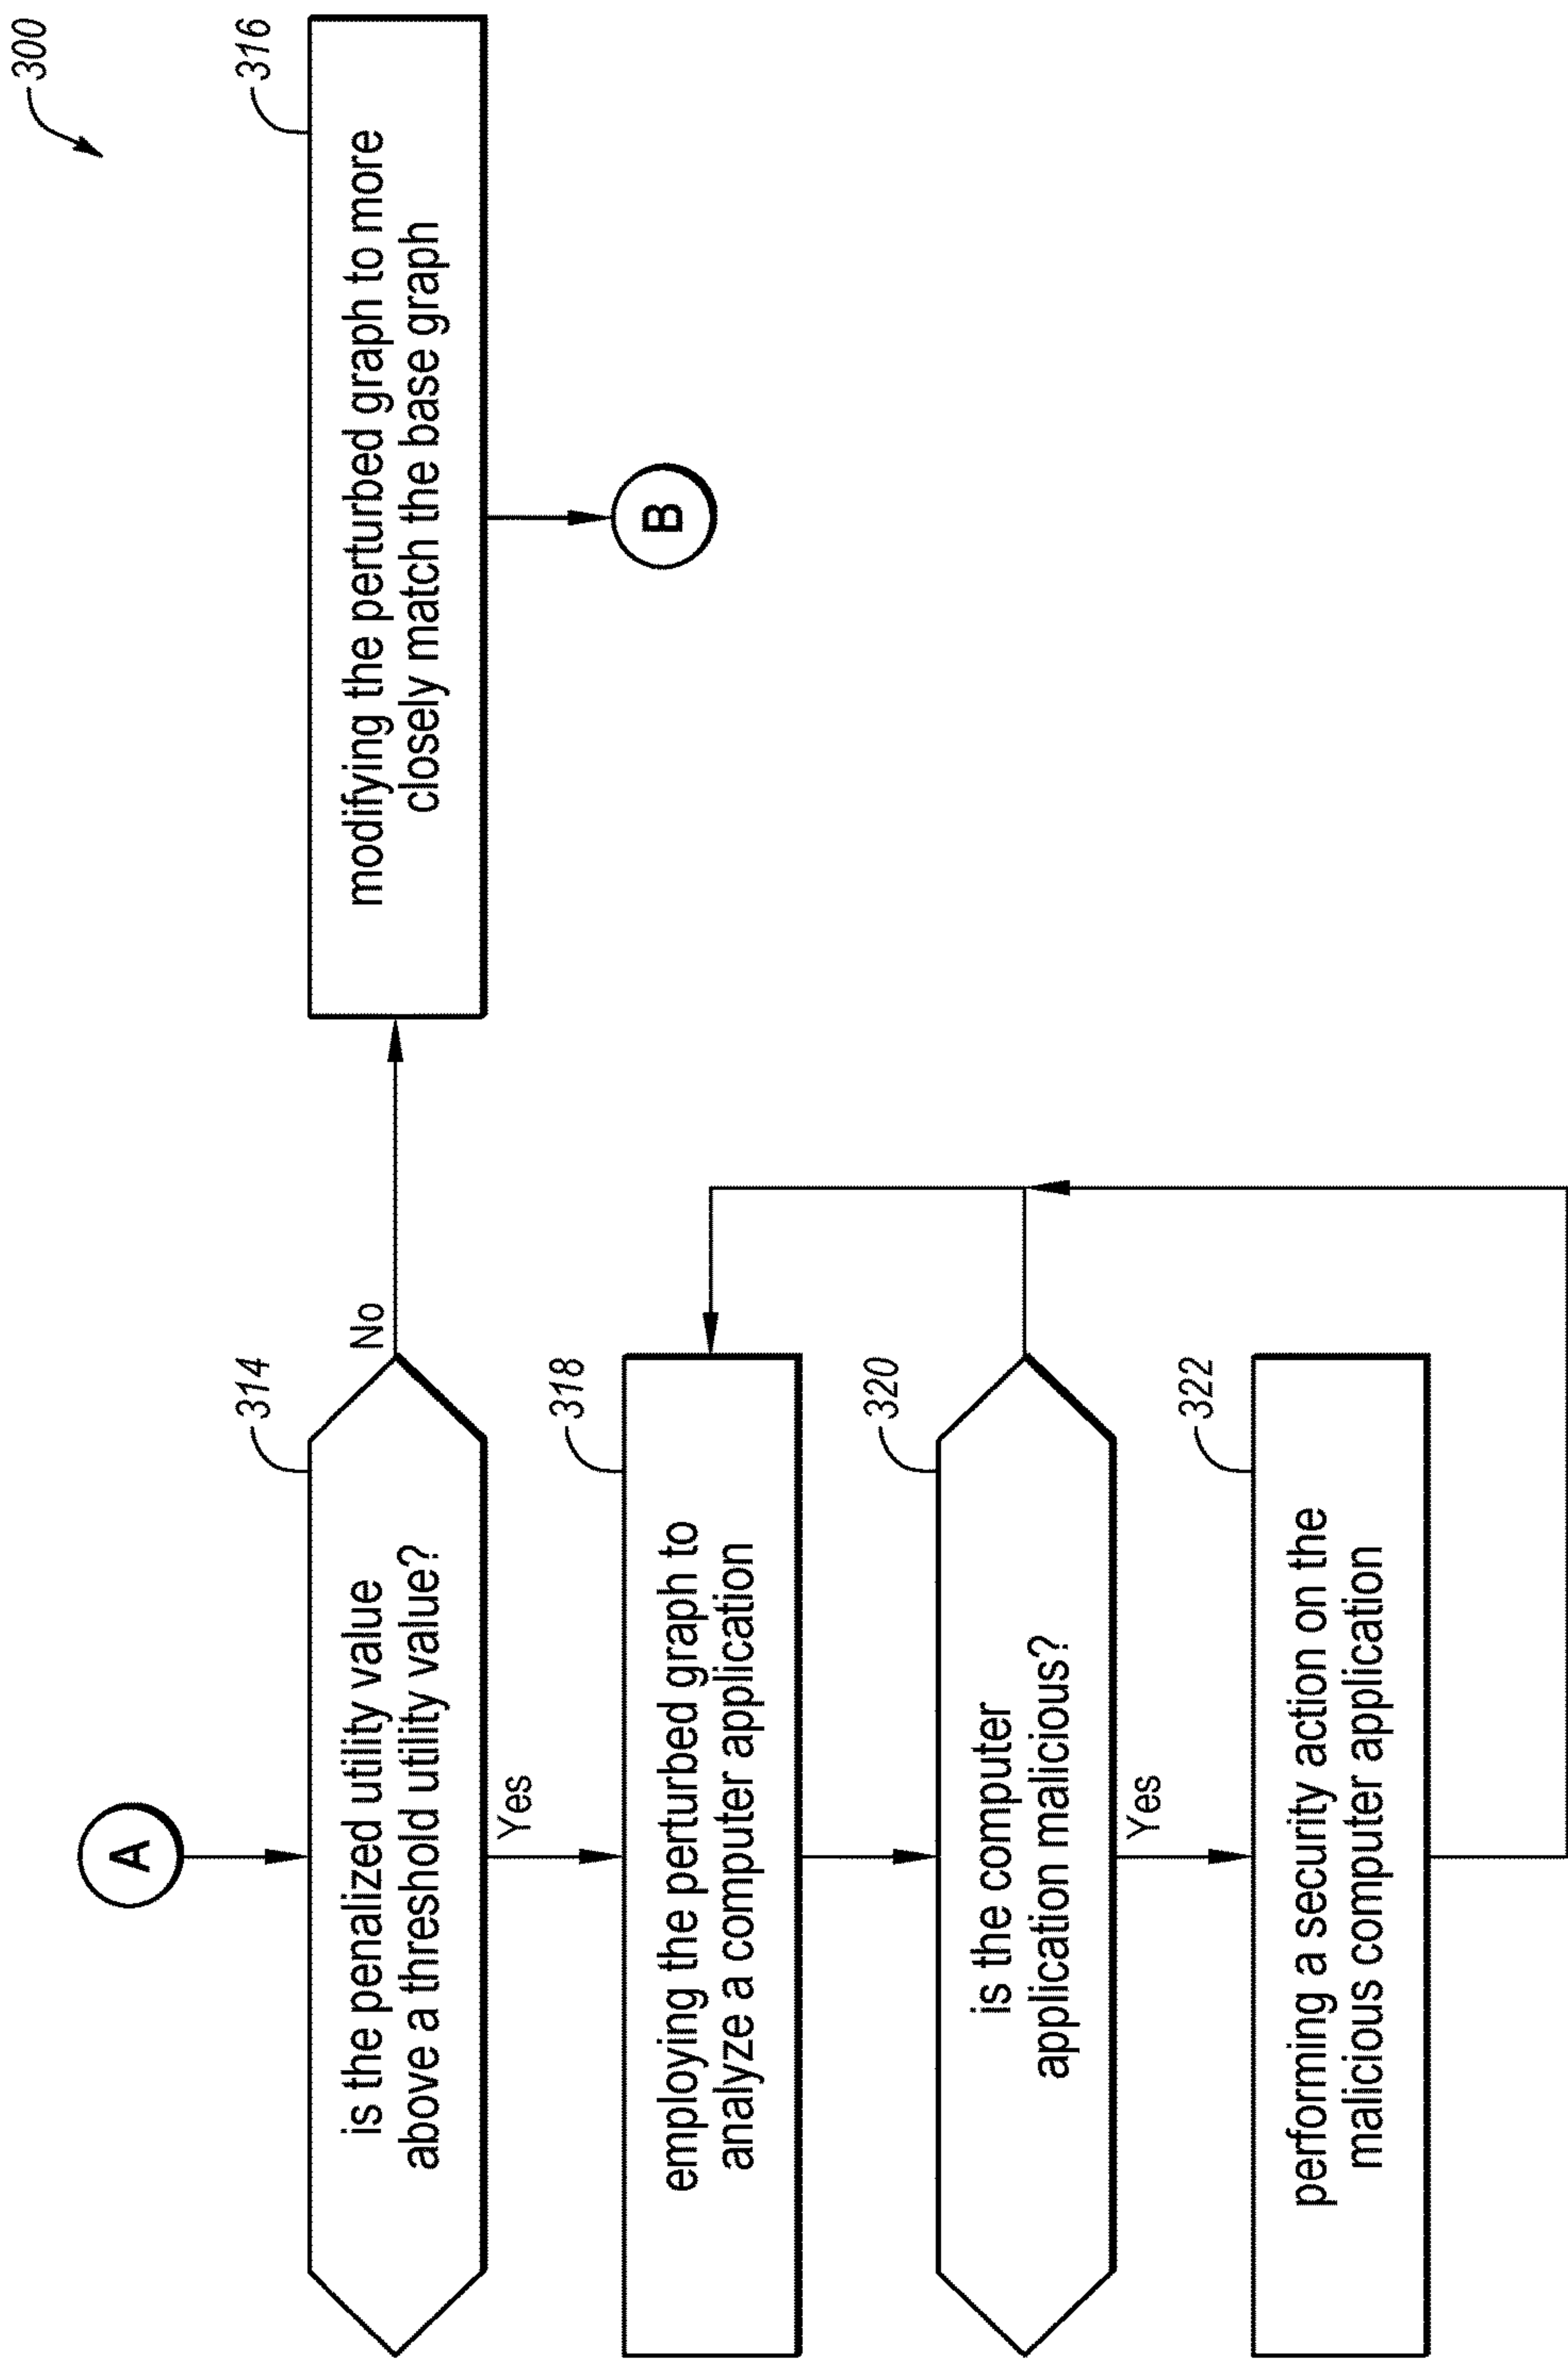 300
A
314
is the penalized utility value
above a threshold utility value?
No
316
modifying the perturbed graph to more
closely match the base graph
B
Yes
318
employing the perturbed graph to
analyze a computer application
320
is the computer
application malicious?
Yes
322
performing a security action on the
malicious computer application